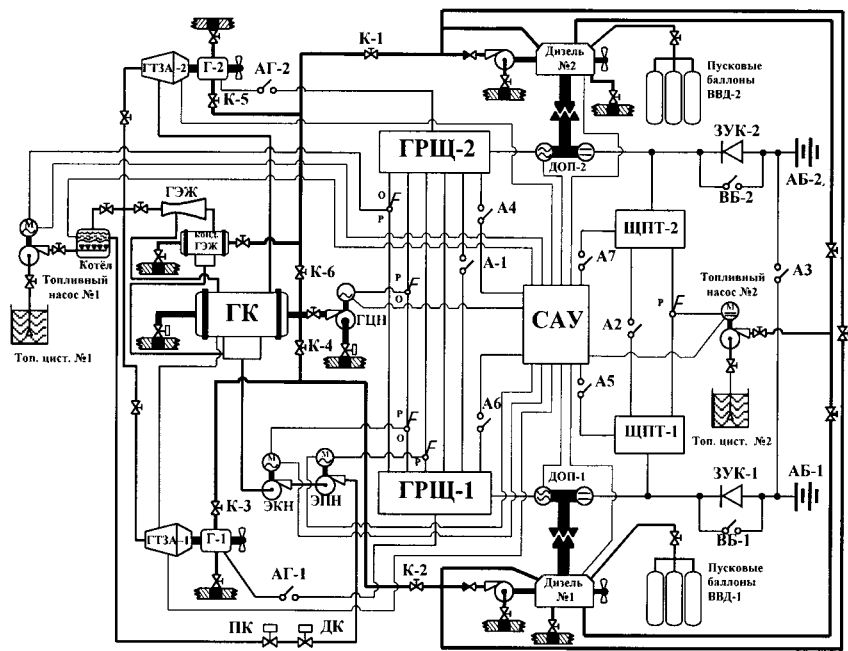 К-1
ГТЗА-2
Г-2
АГ-2
К-5
Дизель
№2
Пусковые
баллоны
ВВД-2
ГРЩ-2
ДОП-2
ЗУК-2
ВБ-2
АБ-2,
ГЭЖ
О
Р
М
конд.
ГЭЖ
А4
ЩПТ-2
Котёл
Топливный
насос №1
К-6
Р
О
А-1
А7
Топливный
насос №2
А3
ГК
ГЦН
САУ
А2
Р
Топ. цист. №1
К-4
А6
А5
Р
О
Р
ЩПТ-1
Топ. цист. №2
М
М
ГРЩ-1
ДОП-1
ЗУК-1
АБ-1
К-3
ЭКН
ЭПН
ВБ-1
ГТЗА-1
Г-1
АГ-1
К-2
Дизель
№1
Пусковые
баллоны
ВВД-1
ПК
ДК